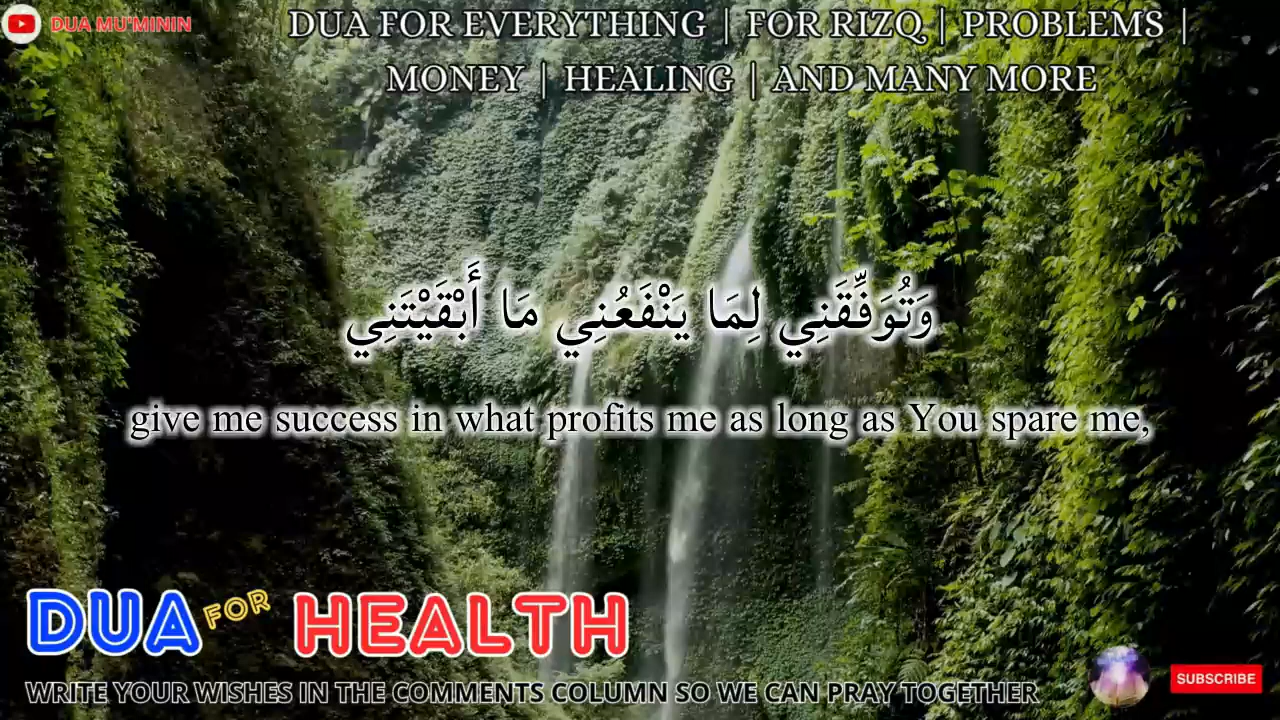 DUA MU'MININ
DUA FOR EVERYTHING | FOR RIZQ | PROBLEMS |
MONEY | HEALING | AND MANY MORE
وَتُوَفِّقَنِي لِمَا يَنْفَعُنِي مَا أَبْقَيْتَنِي
give me success in what profits me as long as You spare me,
DUA FOR HEALTH
WRITE YOUR WISHES IN THE COMMENTS COLUMN SO WE CAN PRAY TOGETHER
SUBSCRIBE